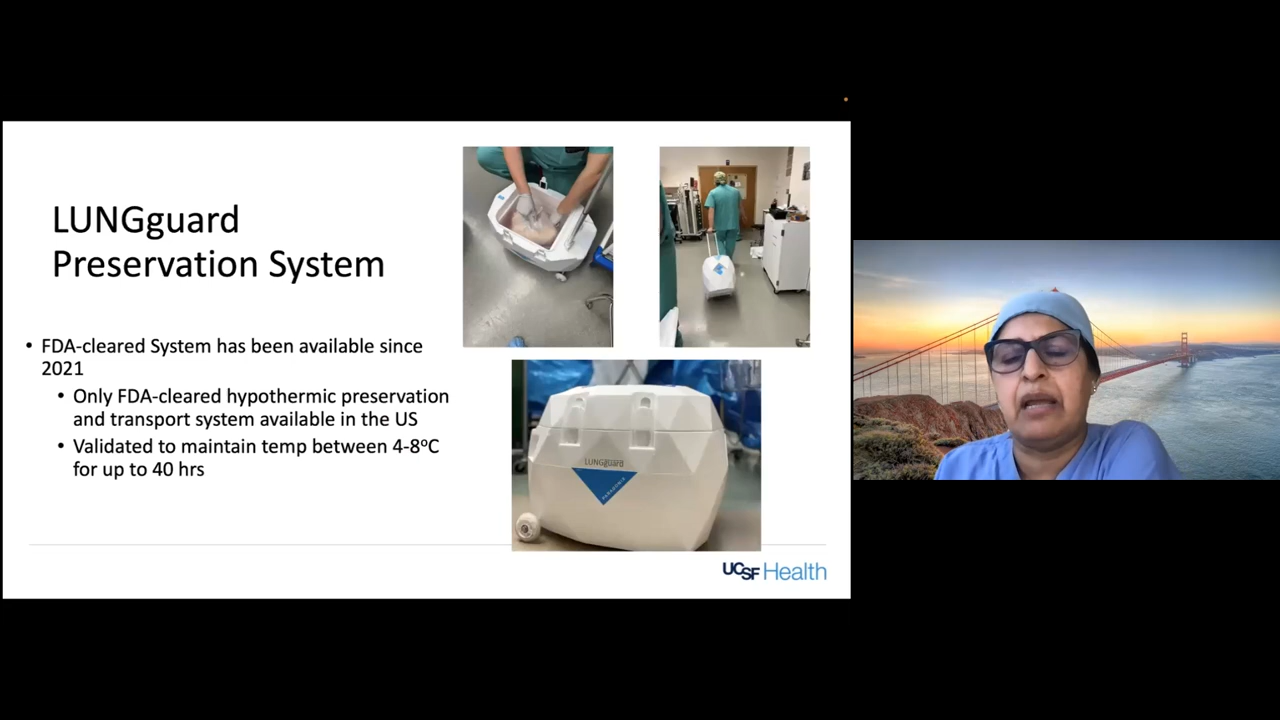 LUNGguard
Preservation System
• FDA-cleared System has been available since
2021
• Only FDA-cleared hypothermic preservation
and transport system available in the US
• Validated to maintain temp between 4-8ºC
for up to 40 hrs
LUNGguard
PARAGONIX
UCSF Health